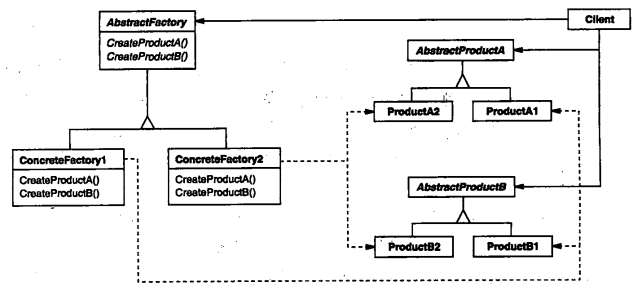 AbstractFactory
CreateProductA()
CreateProductB()
Client
AbstractProductA
ProductA2
ProductA1
ConcreteFactory1
CreateProductA()
CreateProductB()
ConcreteFactory2
CreateProductA()
CreateProductB()
AbstractProductB
ProductB2
ProductB1